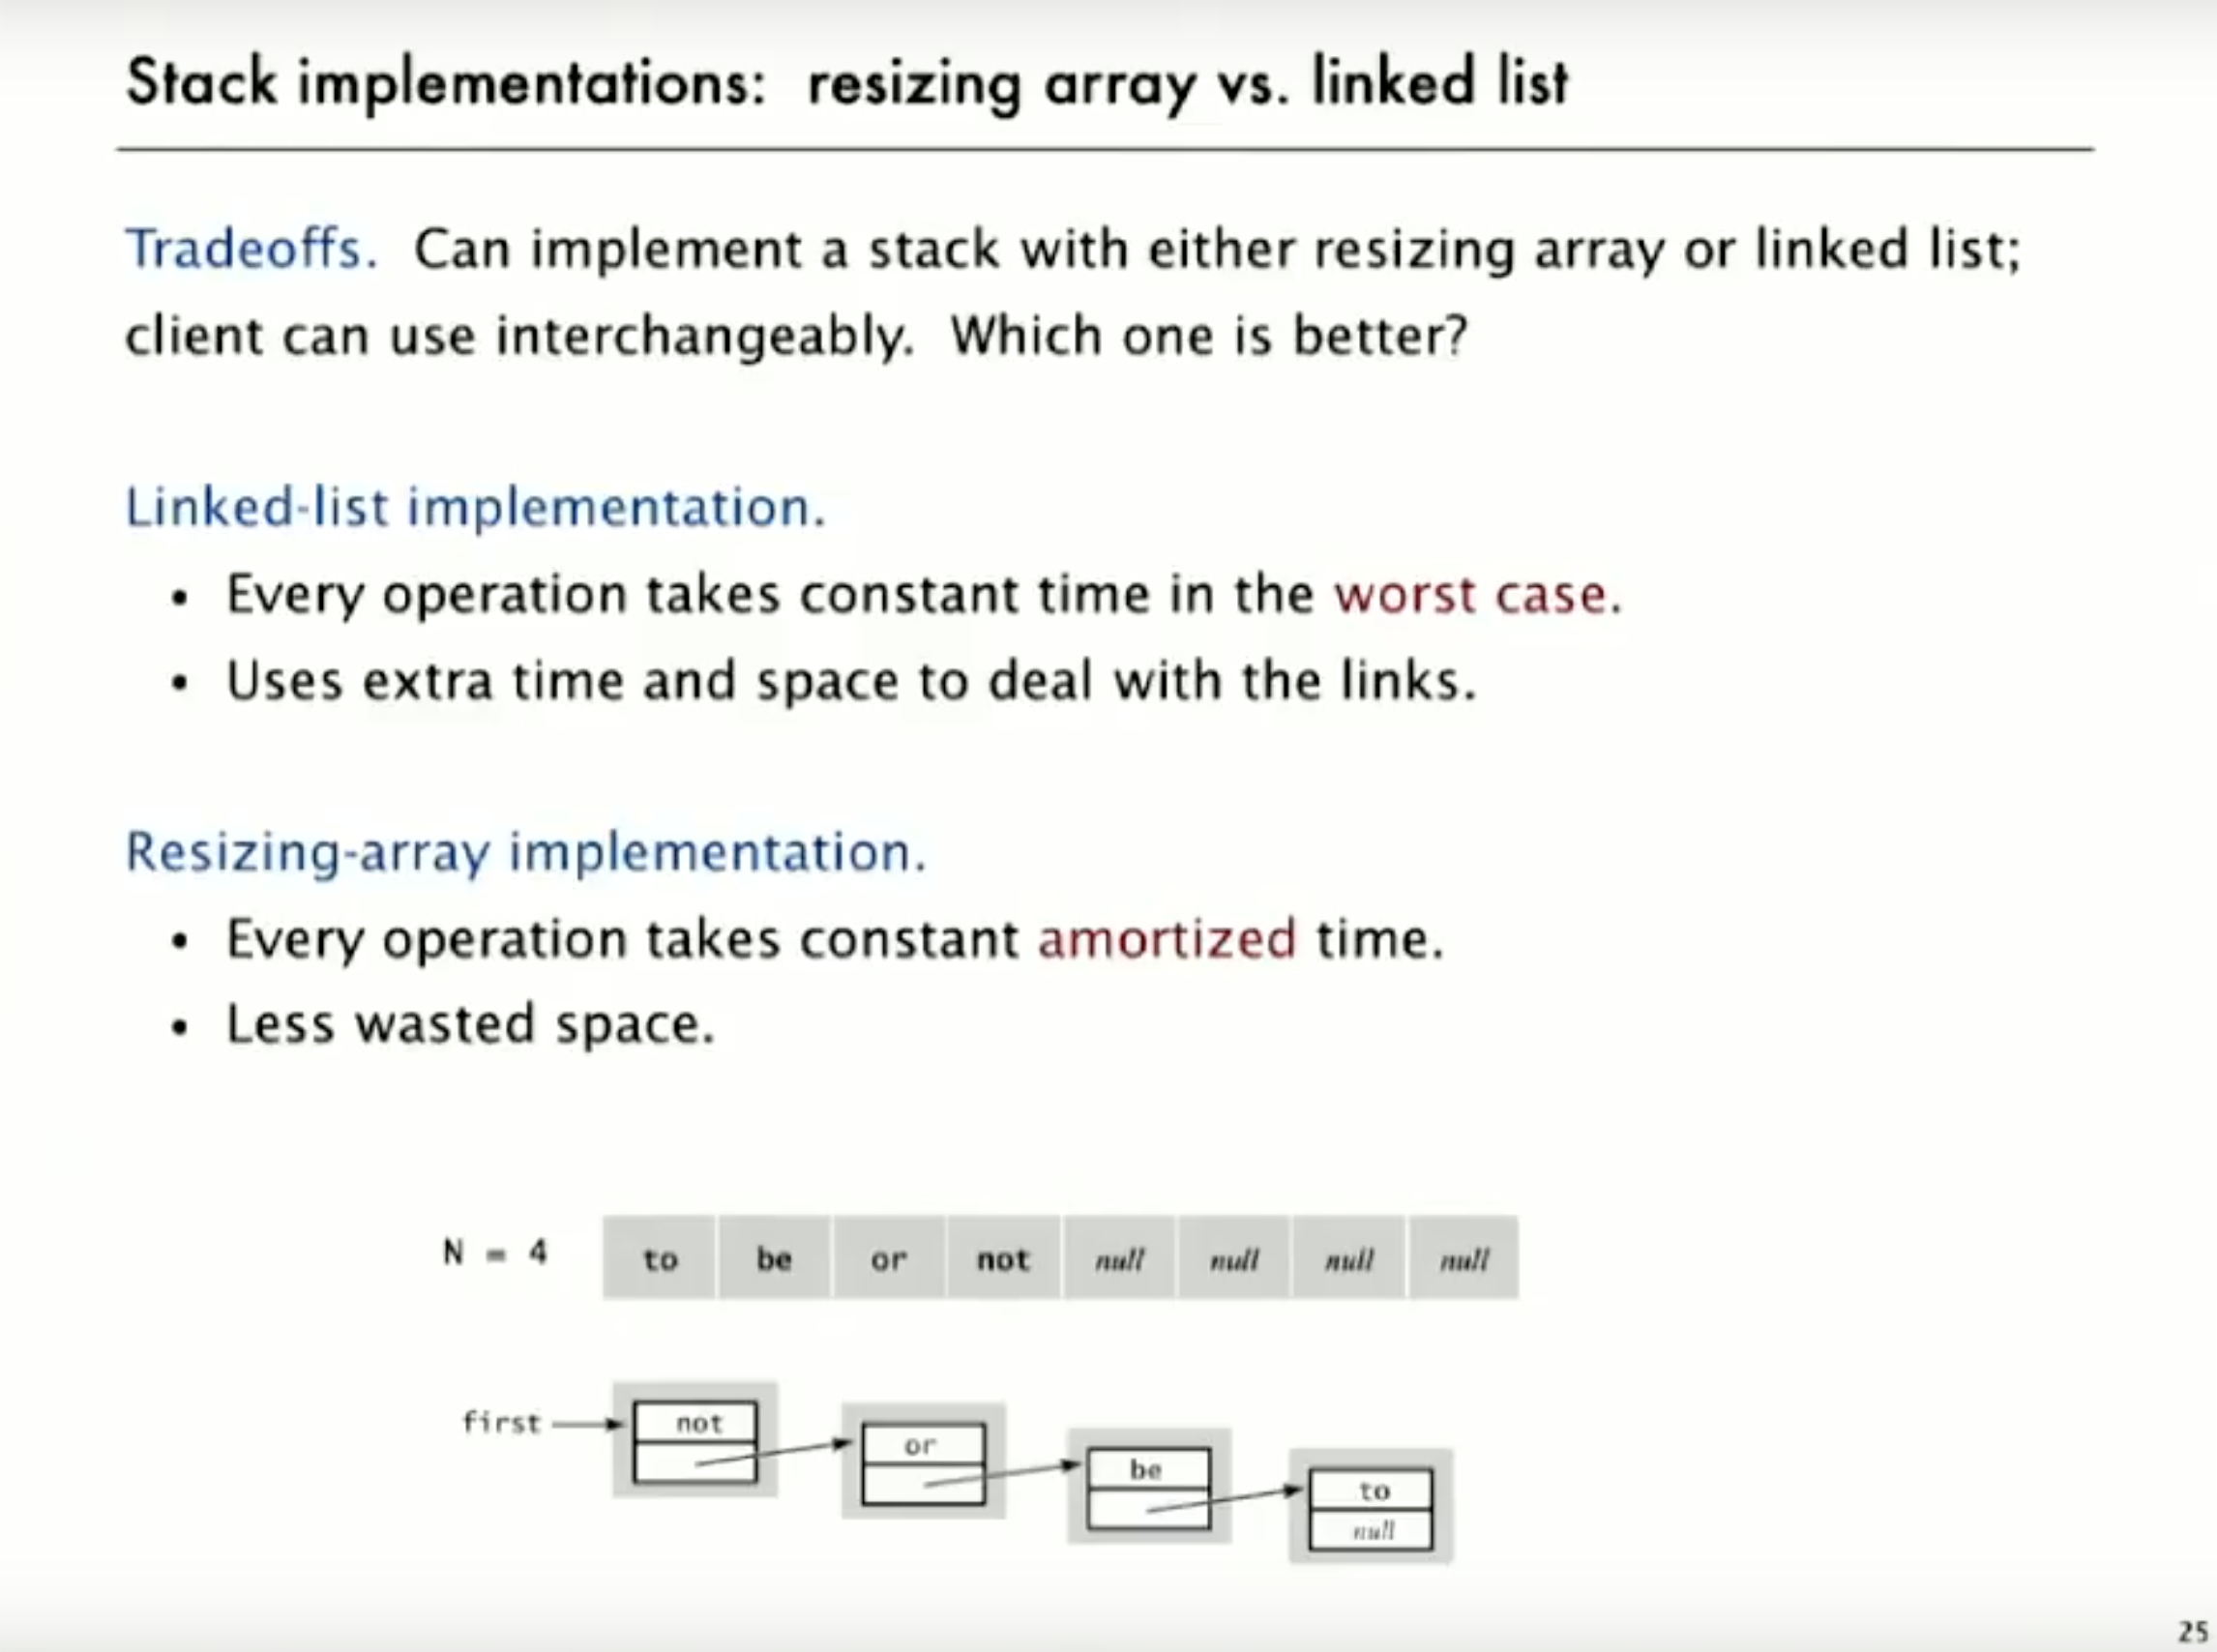 Stack implementations: resizing array vs. linked list
Tradeoffs. Can implement a stack with either resizing array or linked list;
client can use interchangeably. Which one is better?
Linked-list implementation.
• Every operation takes constant time in the worst case.
• Uses extra time and space to deal with the links.
Resizing-array implementation.
• Every operation takes constant amortized time.
• Less wasted space.
N = 4 to be or not null null null null
first not
or
be
to
null
25